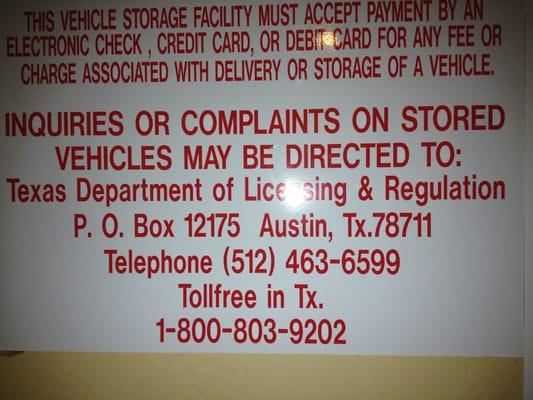 THIS VEHICLE STORAGE FACILITY MUST ACCEPT PAYMENT BY AN
ELECTRONIC CHECK , CREDIT CARD, OR DEBIT CARD FOR ANY FEE OR
CHARGE ASSOCIATED WITH DELIVERY OR STORAGE OF A VEHICLE.
INQUIRIES OR COMPLAINTS ON STORED
VEHICLES MAY BE DIRECTED TO:
Texas Department of Licensing & Regulation
P. O. Box 12175 Austin, Tx.78711
Telephone (512) 463-6599
Tollfree in Tx.
1-800-803-9202